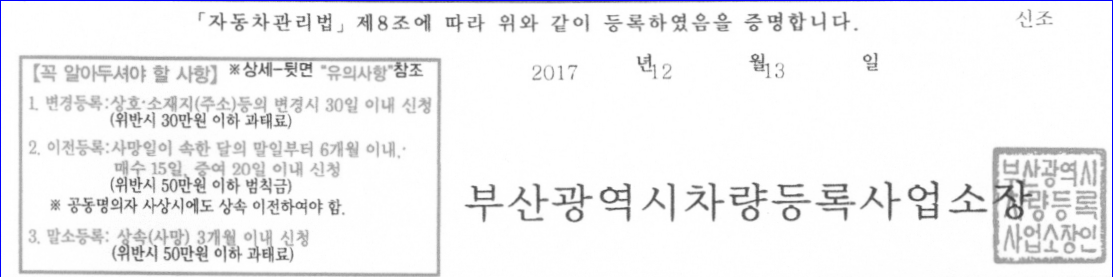 「자동차관리법」제8조에 따라 위와 같이 등록하였음을 증명합니다.
신조
2017 년12 월13 일
【꼭 알아두셔야 할 사항】 ※상세-뒷면 "유의사항"참조
1. 변경등록:상호·소재지(주소)등의 변경시 30일 이내 신청
(위반시 30만원 이하 과태료)
2. 이전등록:사망일이 속한 달의 말일부터 6개월 이내,·
매수 15일, 증여 20일 이내 신청
(위반시 50만원 이하 범칙금)
※ 공동명의자 사상시에도 상속 이전하여야 함.
3. 말소등록: 상속(사망) 3개월 이내 신청
(위반시 50만원 이하 과태료)
부산광역시차량등록사업소장
부산광역시
차량등록
사업소장인